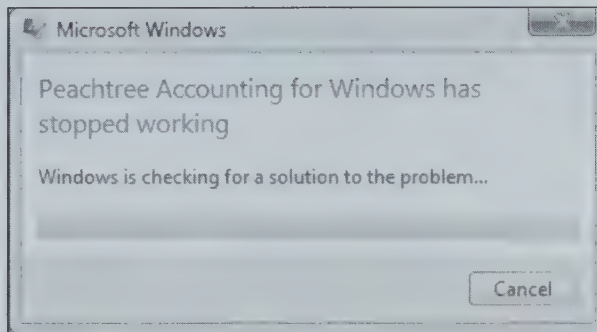 Microsoft Windows
Peachtree Accounting for Windows has
stopped working
Windows is checking for a solution to the problem...
Cancel